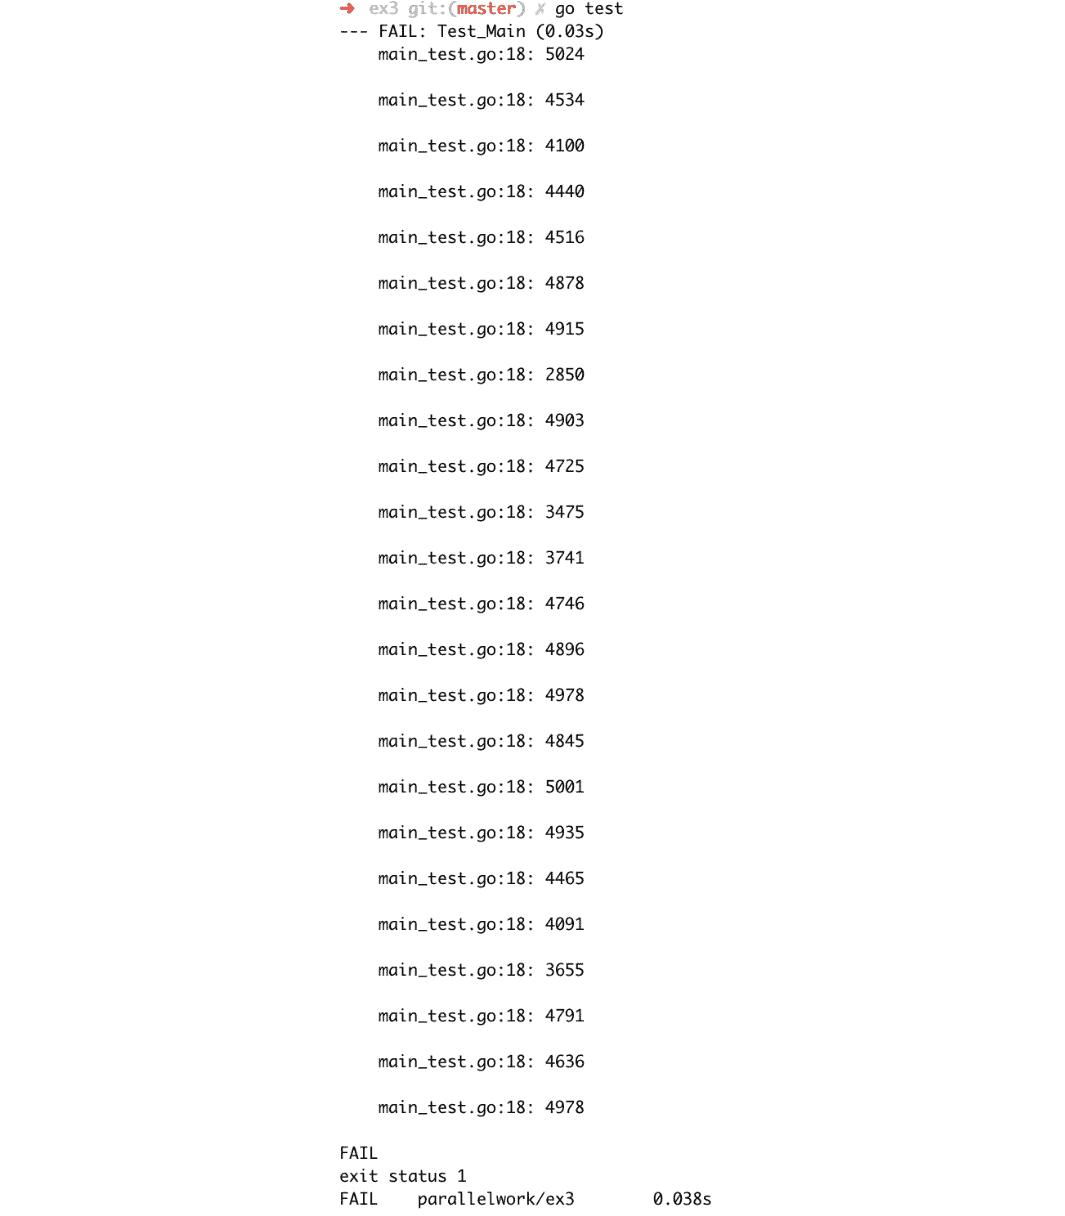 ➜ ex3 git:(master) ✗ go test
--- FAIL: Test_Main (0.03s)
main_test.go:18: 5024
main_test.go:18: 4534
main_test.go:18: 4100
main_test.go:18: 4440
main_test.go:18: 4516
main_test.go:18: 4878
main_test.go:18: 4915
main_test.go:18: 2850
main_test.go:18: 4903
main_test.go:18: 4725
main_test.go:18: 3475
main_test.go:18: 3741
main_test.go:18: 4746
main_test.go:18: 4896
main_test.go:18: 4978
main_test.go:18: 4845
main_test.go:18: 5001
main_test.go:18: 4935
main_test.go:18: 4465
main_test.go:18: 4091
main_test.go:18: 3655
main_test.go:18: 4791
main_test.go:18: 4636
main_test.go:18: 4978
FAIL
exit status 1
FAIL parallelwork/ex3 0.038s